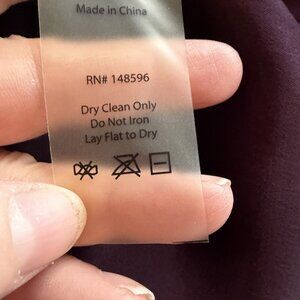 Made in China
RN# 148596
Dry Clean Only
Do Not Iron
Lay Flat to Dry